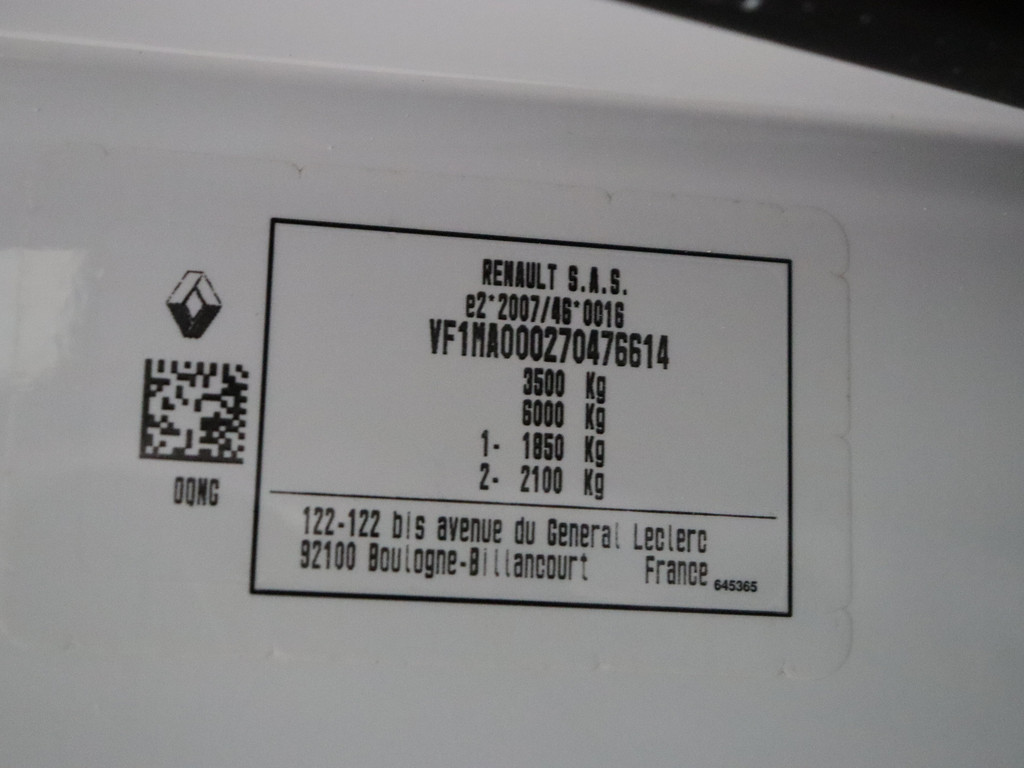 RENAULT S.A.S.
e2*2007/46*0016
VF1MA000270476614
3500 Kg
6000 Kg
1- 1850 Kg
2- 2100 Kg
OQMG
122-122 bis avenue du General Leclerc
92100 Boulogne-Billancourt France
645365